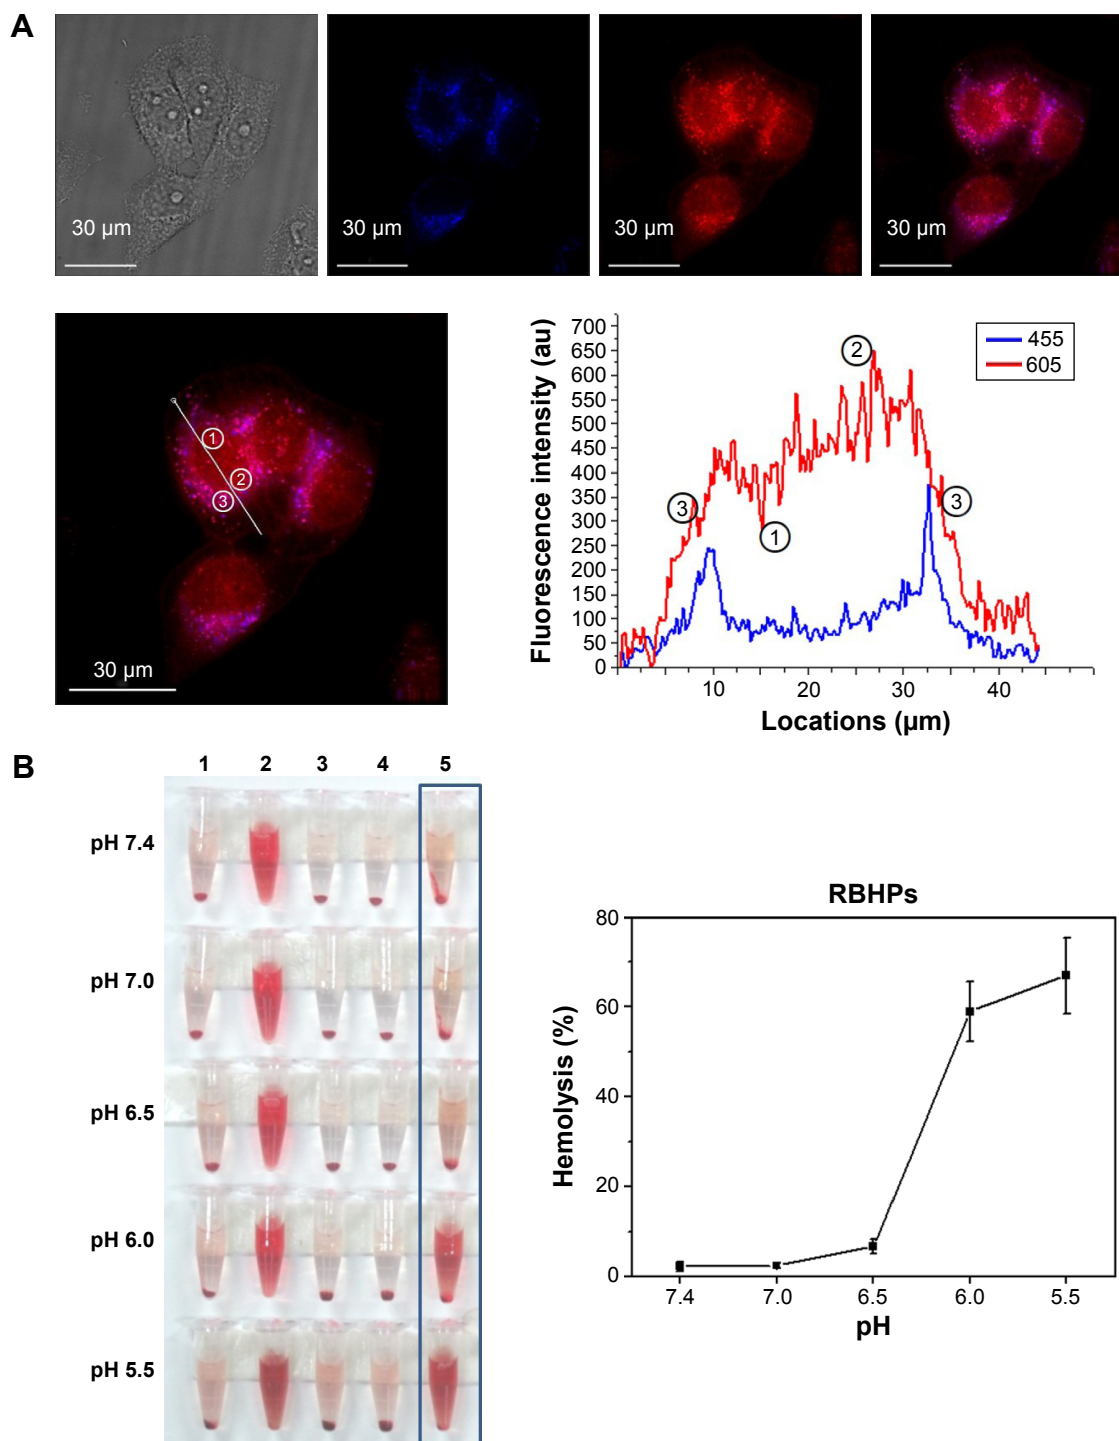 A
30 µm
30 µm
30 µm
30 µm
1
2
3
30 µm
Fluorescence intensity (au)
700
650
600
550
500
450
400
350
300
250
200
150
100
50
0
455
605
2
3
1
3
10
20
30
40
Locations (µm)
B
1 2 3 4 5
pH 7.4
pH 7.0
pH 6.5
pH 6.0
pH 5.5
RBHPs
Hemolysis (%)
80
60
40
20
0
7.4 7.0 6.5 6.0 5.5
pH